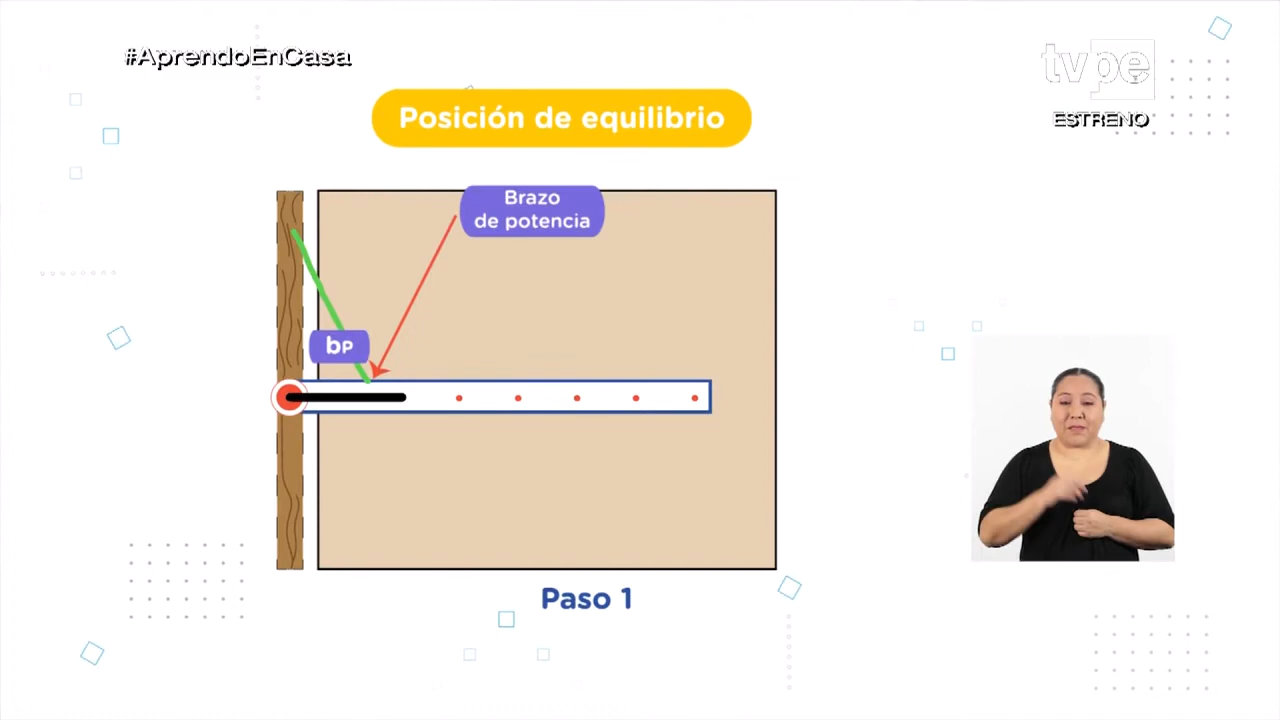 #AprendoEnCasa
tvpe
ESTRENO
Posición de equilibrio
Brazo
de potencia
bP
Paso 1